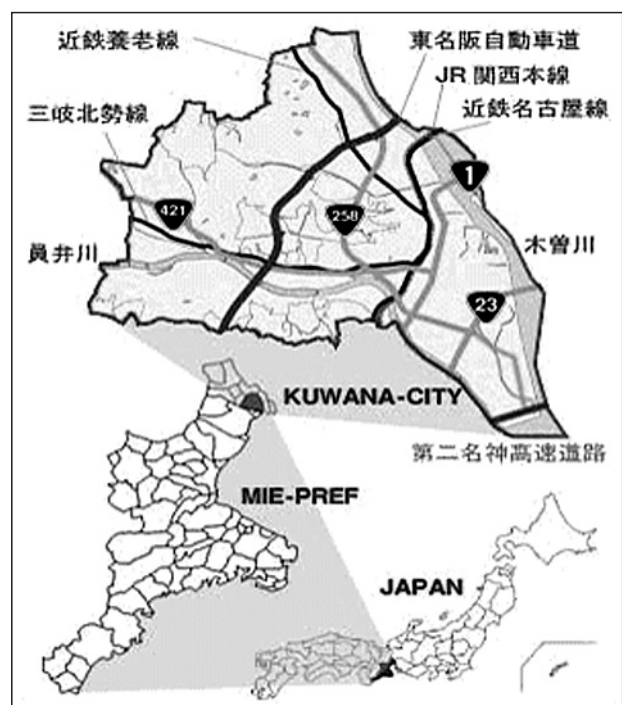 近鉄養老線
東名阪自動車道
JR関西本線
三岐北勢線
近鉄名古屋線
1
421
258
員弁川
木曽川
23
KUWANA-CITY
第二名神高速道路
MIE-PREF
JAPAN